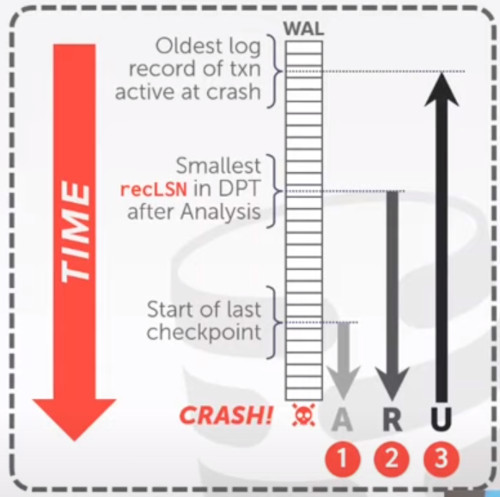 WAL
Oldest log
record of txn
active at crash
Smallest
recLSN in DPT
after Analysis
TIME
Start of last
checkpoint
CRASH!
A R U
1 2 3